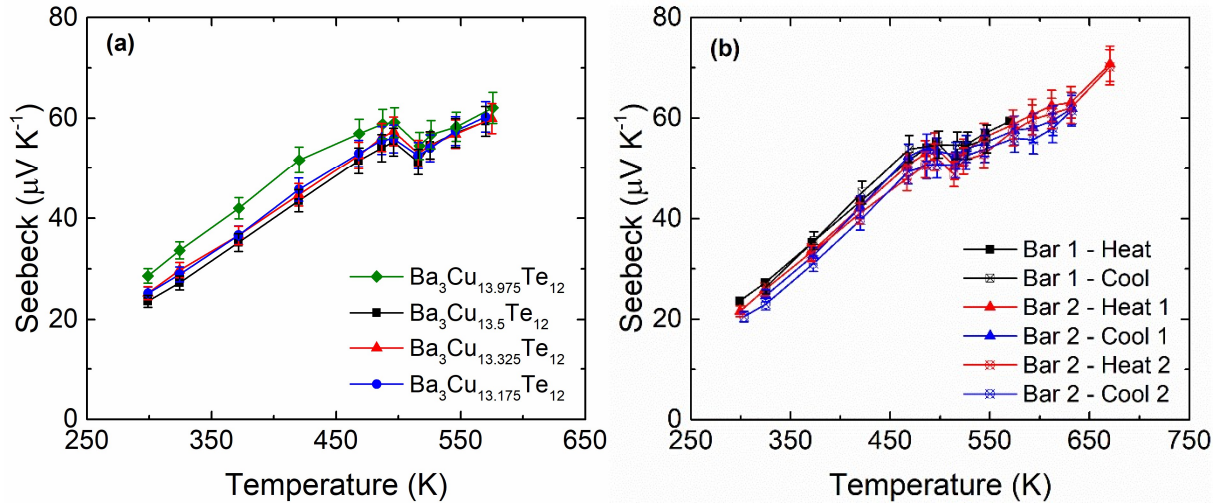 (a)
80
60
40
20
0
Seebeck (μV K⁻¹)
250 350 450 550 650
Temperature (K)
Ba₃Cu₁₃.₉₇₅Te₁₂
Ba₃Cu₁₃.₅Te₁₂
Ba₃Cu₁₃.₃₂₅Te₁₂
Ba₃Cu₁₃.₁₇₅Te₁₂
(b)
80
60
40
20
0
Seebeck (μV K⁻¹)
250 350 450 550 650 750
Temperature (K)
Bar 1 - Heat
Bar 1 - Cool
Bar 2 - Heat 1
Bar 2 - Cool 1
Bar 2 - Heat 2
Bar 2 - Cool 2